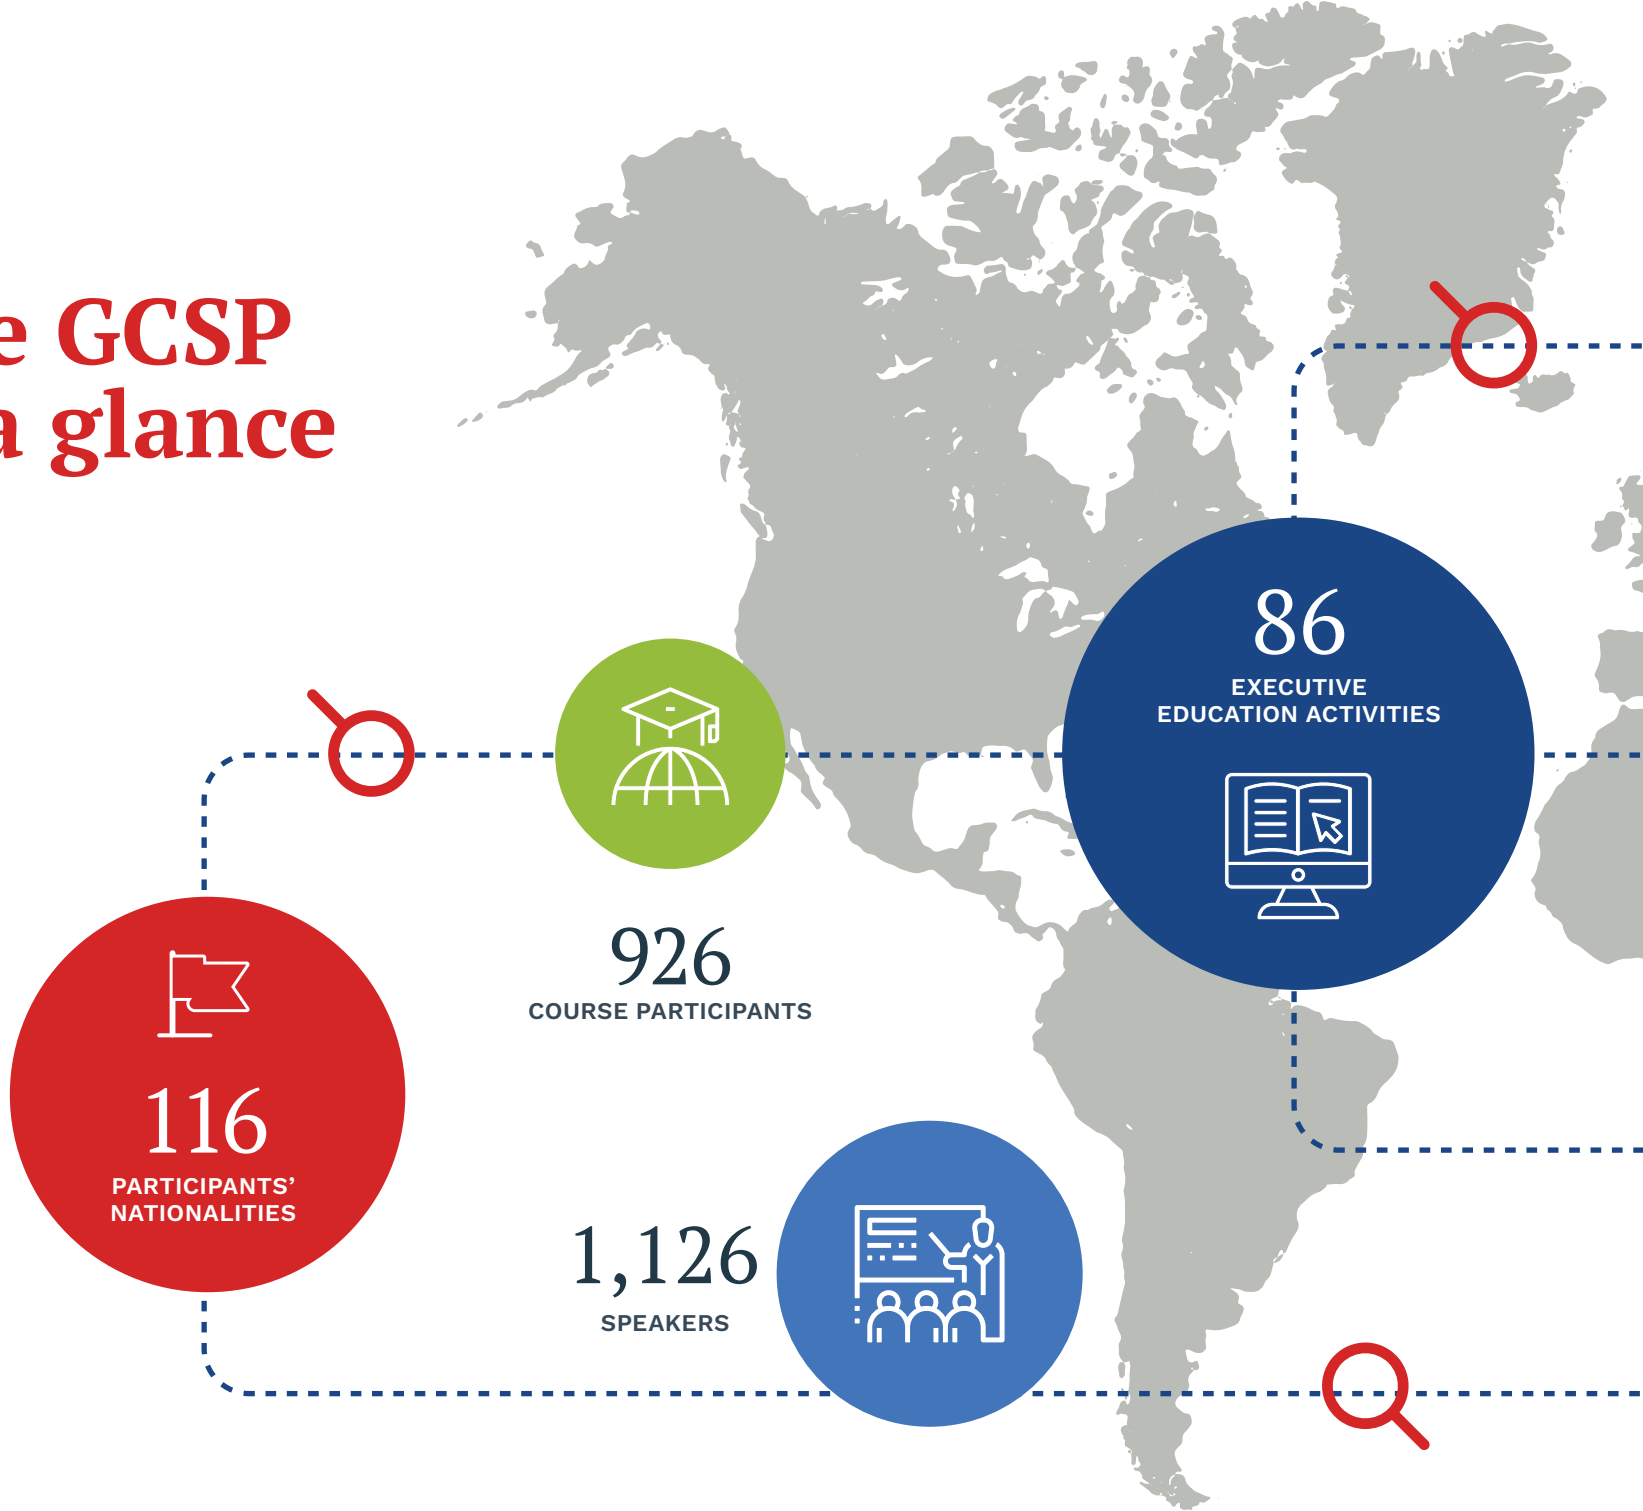 e GCSP
a glance
86
EXECUTIVE
EDUCATION ACTIVITIES
926
COURSE PARTICIPANTS
116
PARTICIPANTS’
NATIONALITIES
1,126
SPEAKERS